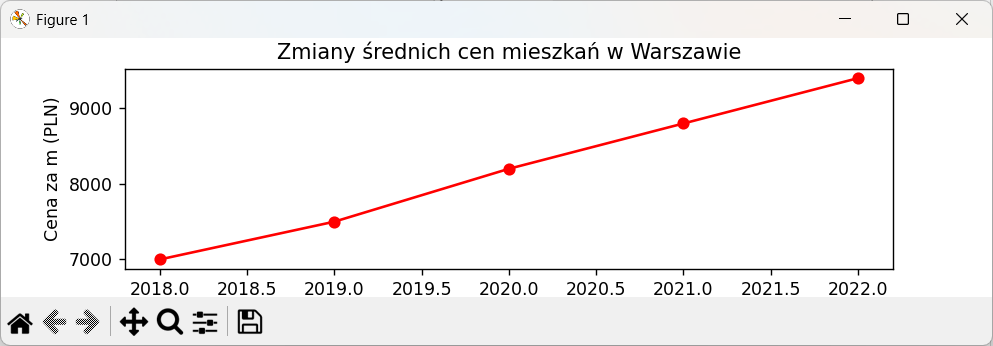 Figure 1
Zmiany średnich cen mieszkań w Warszawie
Cena za m (PLN)
9000
8000
7000
2018.0 2018.5 2019.0 2019.5 2020.0 2020.5 2021.0 2021.5 2022.0